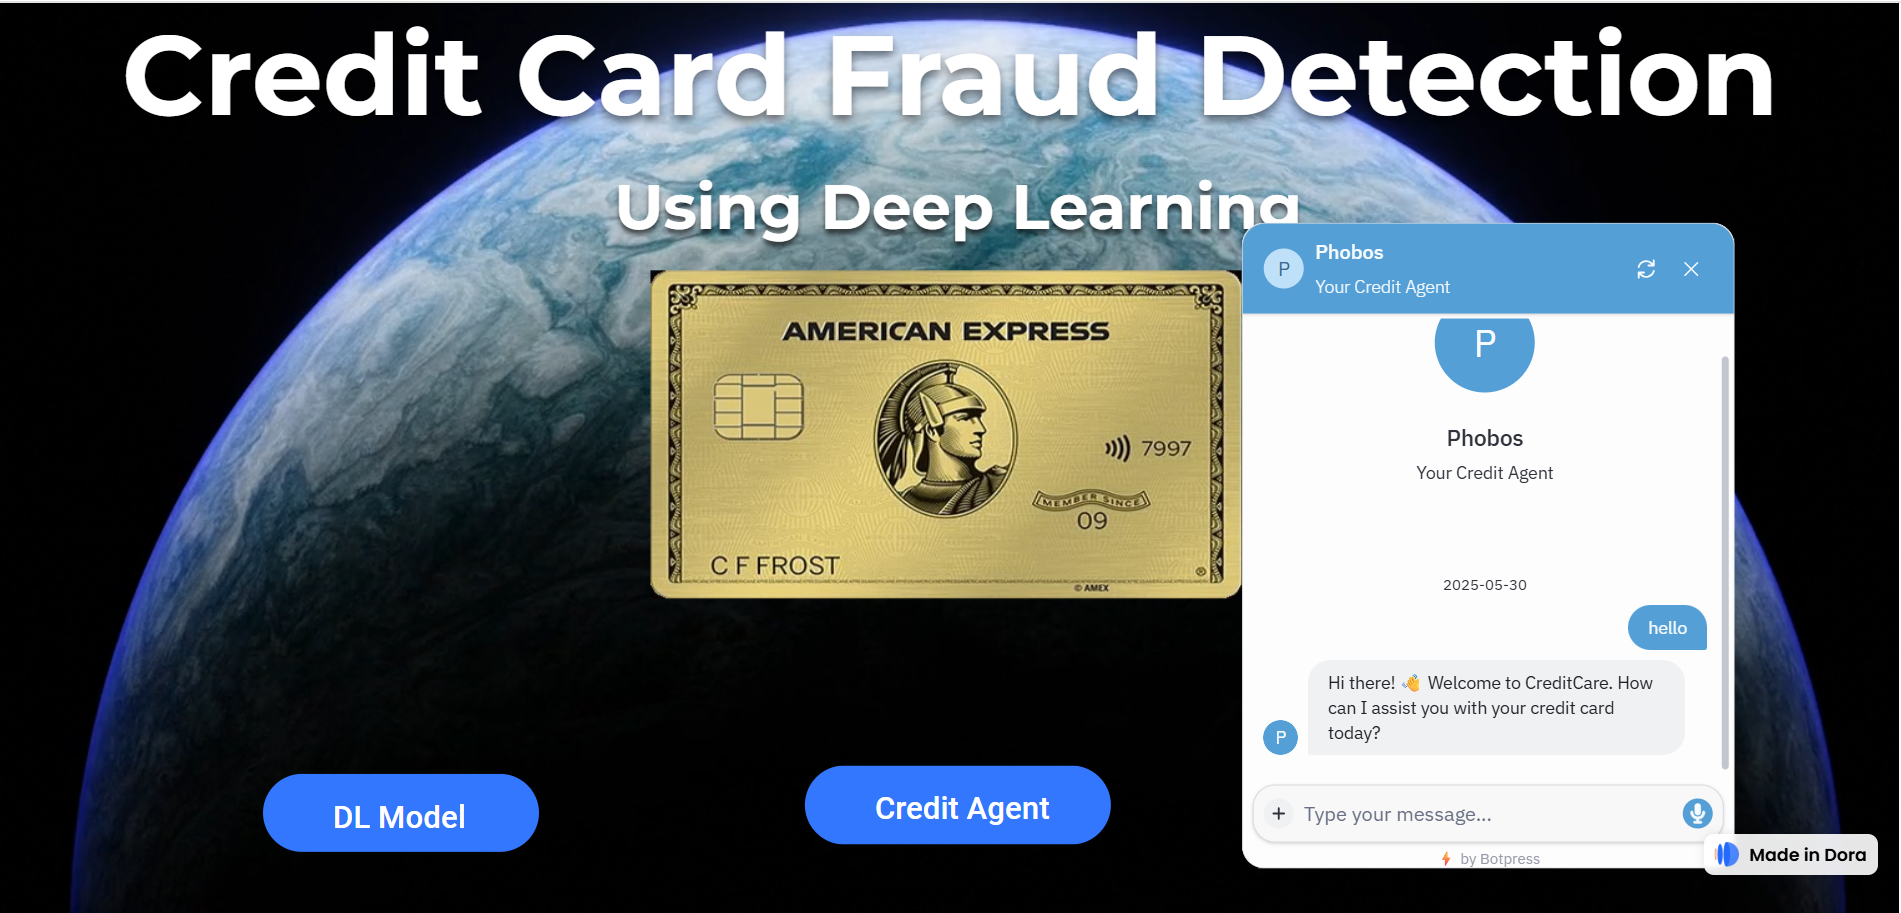 Credit Card Fraud Detection
Using Deep Learning
AMERICAN EXPRESS
7997
MEMBER SINCE
09
C F FROST
®
© AMEX
DL Model
Credit Agent
P
Phobos
Your Credit Agent
P
Phobos
Your Credit Agent
2025-05-30
hello
Hi there! 👋 Welcome to CreditCare. How
can I assist you with your credit card
today?
P
+ Type your message...
by Botpress
Made in Dora